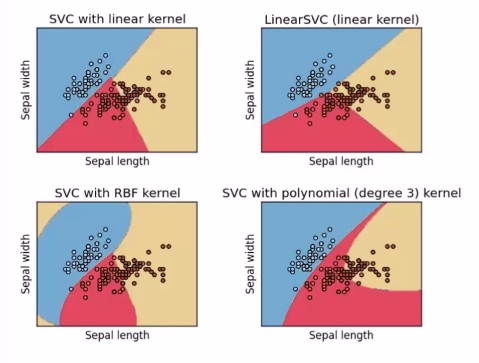 SVC with linear kernel
LinearSVC (linear kernel)
Sepal width
Sepal width
Sepal length
Sepal length
SVC with RBF kernel
SVC with polynomial (degree 3) kernel
Sepal width
Sepal width
Sepal length
Sepal length